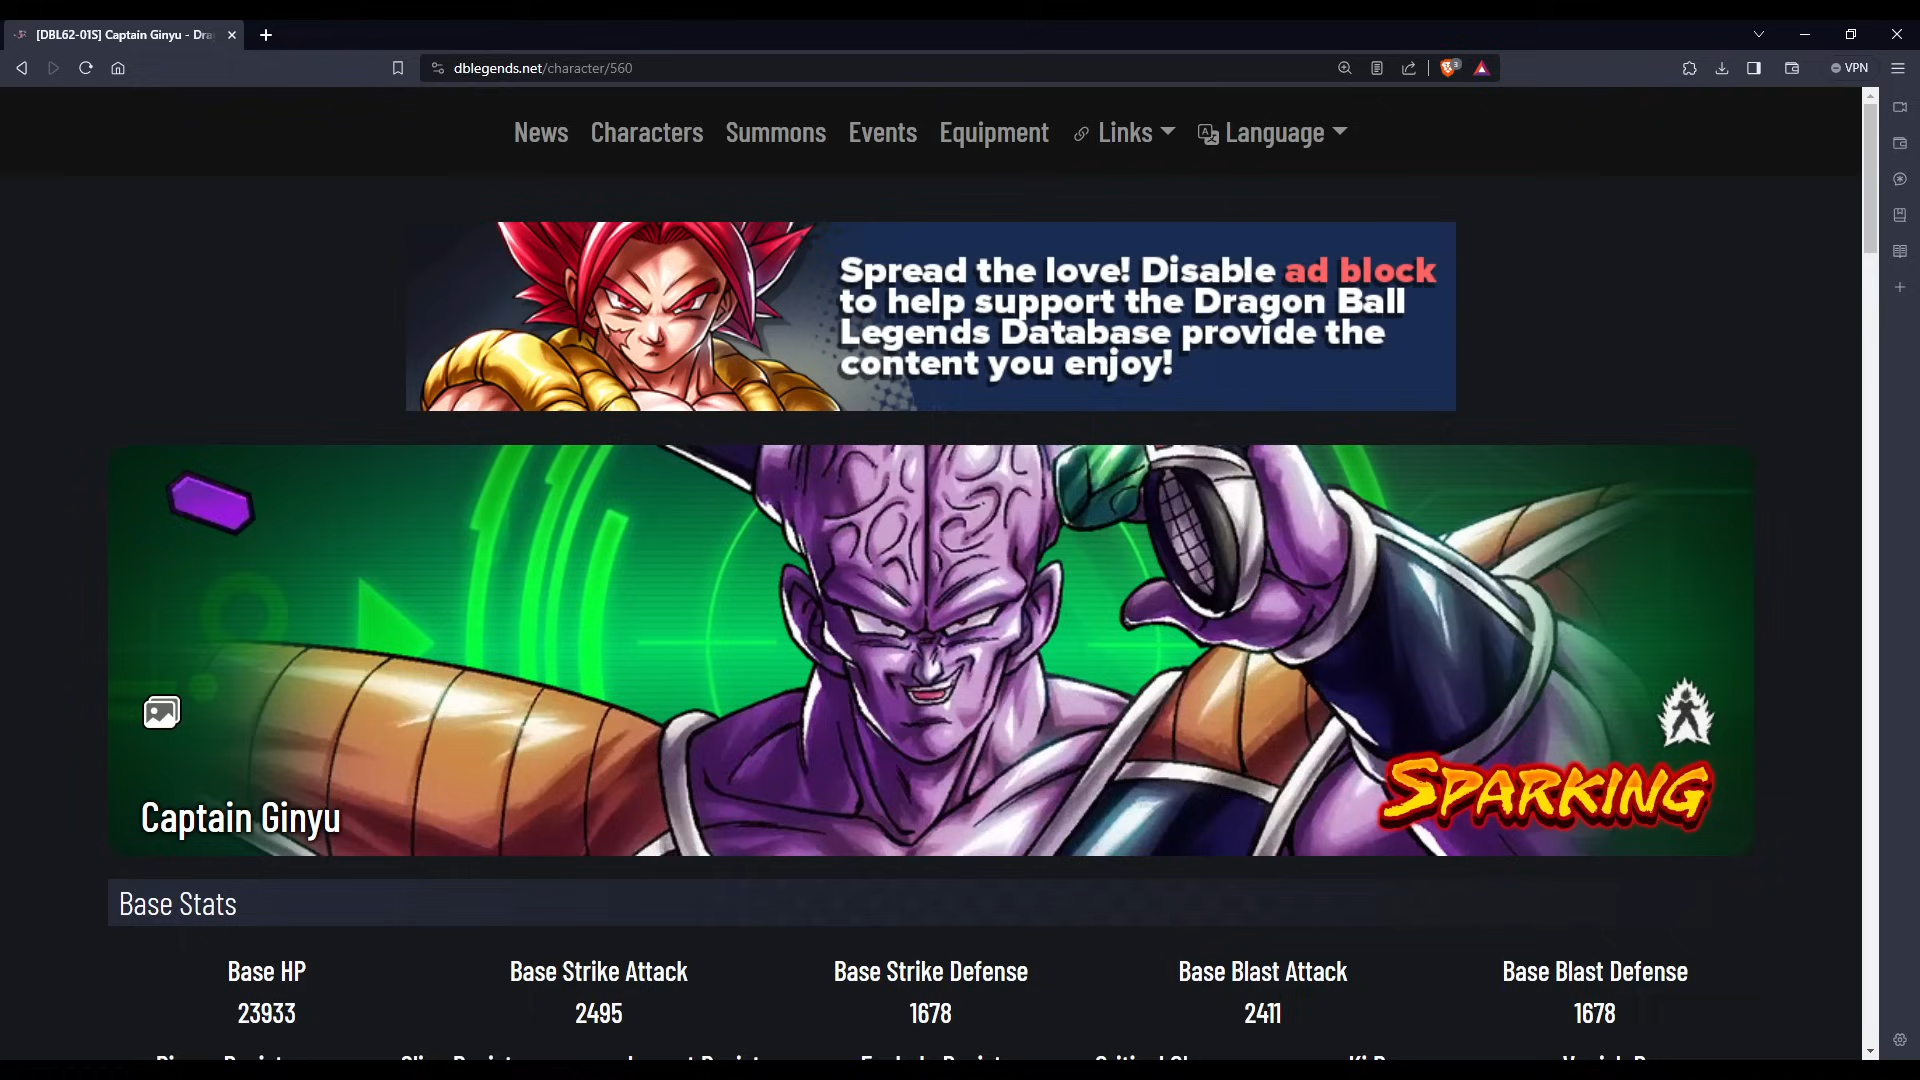 [DBL62-01S] Captain Ginyu - Dra
dblegends.net/character/560
3
VPN
News Characters Summons Events Equipment Links Language
Spread the love! Disable ad block
to help support the Dragon Ball
Legends Database provide the
content you enjoy!
SPARKING
Captain Ginyu
Base Stats
Base HP Base Strike Attack Base Strike Defense Base Blast Attack Base Blast Defense
23933 2495 1678 2411 1678